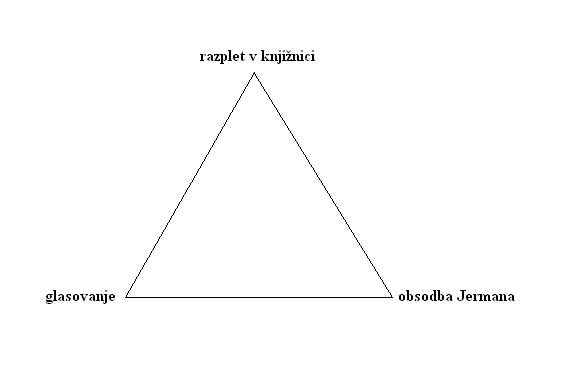 razplet v knjižnici
glasovanje
obsodba Jermana